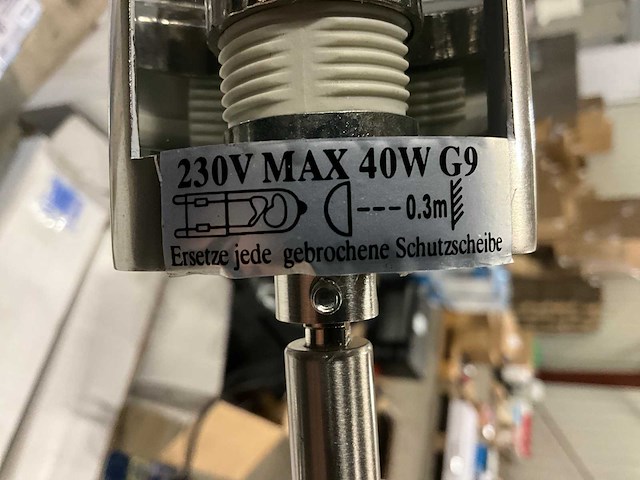 230V MAX 40W G9
0.3m
Ersetze jede gebrochene Schutzscheibe